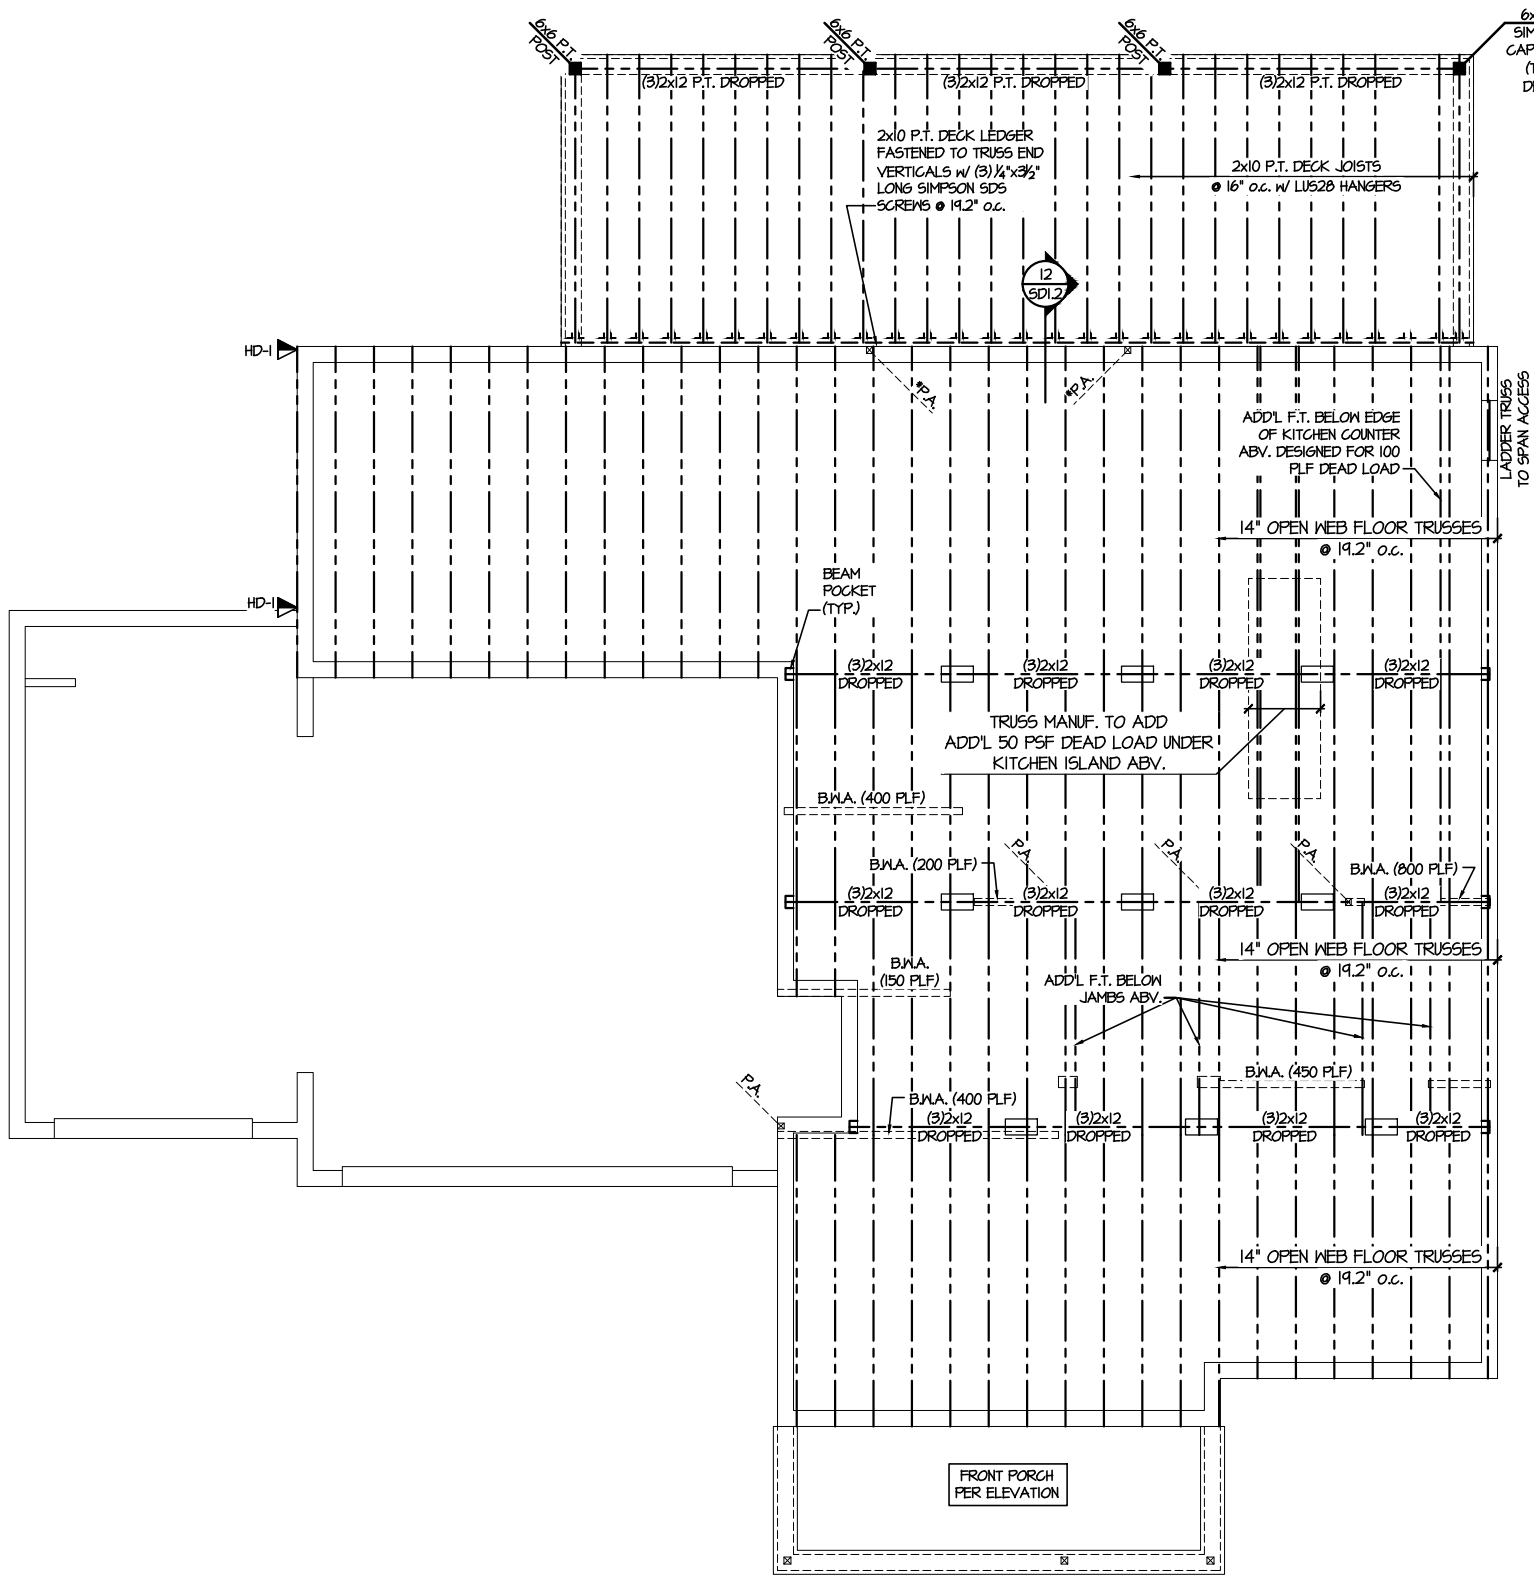 6x6 P.T.
POST
6x6 P.T.
POST
6x6 P.T.
POST
(3)2x12 P.T. DROPPED
(3)2x12 P.T. DROPPED
(3)2x12 P.T. DROPPED
2x10 P.T. DECK LEDGER
FASTENED TO TRUSS END
VERTICALS w/ (3) 1/4"x3 1/2"
LONG SIMPSON SDS
SCREWS @ 19.2" o.c.
2x10 P.T. DECK JOISTS
@ 16" o.c. w/ LUS28 HANGERS
12
SD1.2
HD-1
*P.A.
*P.A.
LADDER TRUSS
TO SPAN ACCESS
ADD'L F.T. BELOW EDGE
OF KITCHEN COUNTER
ABV. DESIGNED FOR 100
PLF DEAD LOAD
14" OPEN WEB FLOOR TRUSSES
@ 19.2" o.c.
HD-1
BEAM
POCKET
(TYP.)
(3)2x12
DROPPED
(3)2x12
DROPPED
(3)2x12
DROPPED
(3)2x12
DROPPED
TRUSS MANUF. TO ADD
ADD'L 50 PSF DEAD LOAD UNDER
KITCHEN ISLAND ABV.
B.W.A. (400 PLF)
P.A.
P.A.
P.A.
B.W.A. (200 PLF)
B.W.A. (800 PLF)
(3)2x12
DROPPED
(3)2x12
DROPPED
(3)2x12
DROPPED
(3)2x12
DROPPED
14" OPEN WEB FLOOR TRUSSES
@ 19.2" o.c.
B.W.A.
(150 PLF)
ADD'L F.T. BELOW
JAMBS ABV.
B.W.A. (450 PLF)
P.A.
B.W.A. (400 PLF)
(3)2x12
DROPPED
(3)2x12
DROPPED
(3)2x12
DROPPED
(3)2x12
DROPPED
14" OPEN WEB FLOOR TRUSSES
@ 19.2" o.c.
FRONT PORCH
PER ELEVATION